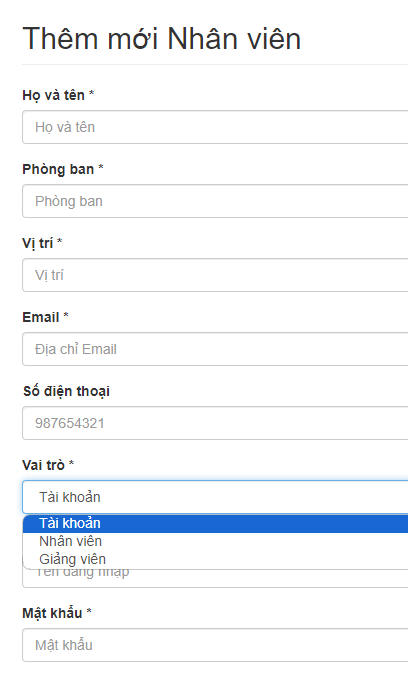 Thêm mới Nhân viên
Họ và tên *
Họ và tên
Phòng ban *
Phòng ban
Vị trí *
Vị trí
Email *
Địa chỉ Email
Số điện thoại
987654321
Vai trò *
Tài khoản
Tài khoản
Nhân viên
Giảng viên
Tên đăng nhập
Mật khẩu *
Mật khẩu